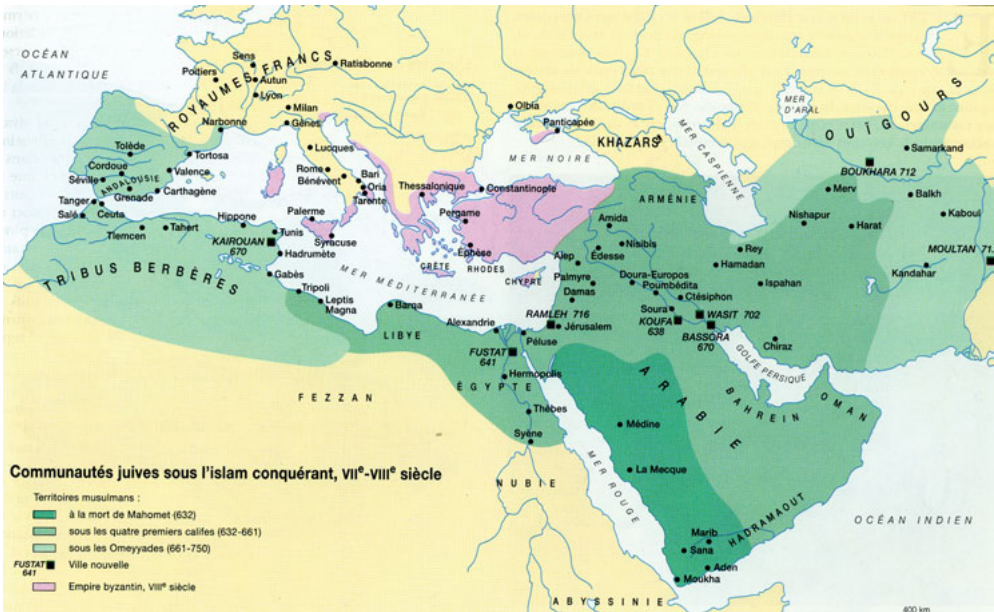 OCÉAN
ATLANTIQUE
ROYAUMES FRANCS
Sens
Ratisbonne
Poitiers
Autun
Lyon
Milan
Gênes
Narbonne
Lucques
Rome
Bénévent
Bari
Oria
Tarente
Tolède
Tortosa
Cordoue
Valence
Séville
ANDALOUSIE
Grenade
Carthagène
Tanger
Ceuta
Salé
Tlemcen
Tahert
Hippone
Tunis
KAIROUAN
670
Hadrumète
Gabès
TRIBUS BERBÈRES
Palerme
Syracuse
MER MÉDITERRANÉE
Tripoli
Leptis
Magna
Barqa
LIBYE
FEZZAN
Olbia
Panticapée
KHAZARS
MER NOIRE
MER CASPIENNE
MER
D'ARAL
OUÏGOURS
Samarkand
BOUKHARA 712
Merv
Balkh
Nishapur
Harat
Kaboul
MOULTAN 71
Kandahar
Thessalonique
Constantinople
Pergame
Éphèse
CRÈTE
RHODES
CHYPRE
ARMÉNIE
Amida
Nisibis
Édesse
Alep
Palmyre
Doura-Europos
Poumbédita
Damas
Rey
Hamadan
Ispahan
Ctésiphon
Soura
KOUFA
638
WASIT 702
BASSORA
670
Chiraz
RAMLEH 716
Jérusalem
Alexandrie
Péluse
FUSTAT
641
Hermopolis
ÉGYPTE
Thèbes
Syène
NUBIE
ABYSSINIE
MER ROUGE
GOLFE PERSIQUE
ARABIE
BAHREIN
OMAN
Médine
La Mecque
HADRAMAOUT
Marib
Sana
Aden
Moukha
OCÉAN INDIEN
400 km
Communautés juives sous l'islam conquérant, VIIe-VIIIe siècle
Territoires musulmans :
à la mort de Mahomet (632)
sous les quatre premiers califes (632-661)
sous les Omeyyades (661-750)
FUSTAT
641
Ville nouvelle
Empire byzantin, VIIIe siècle